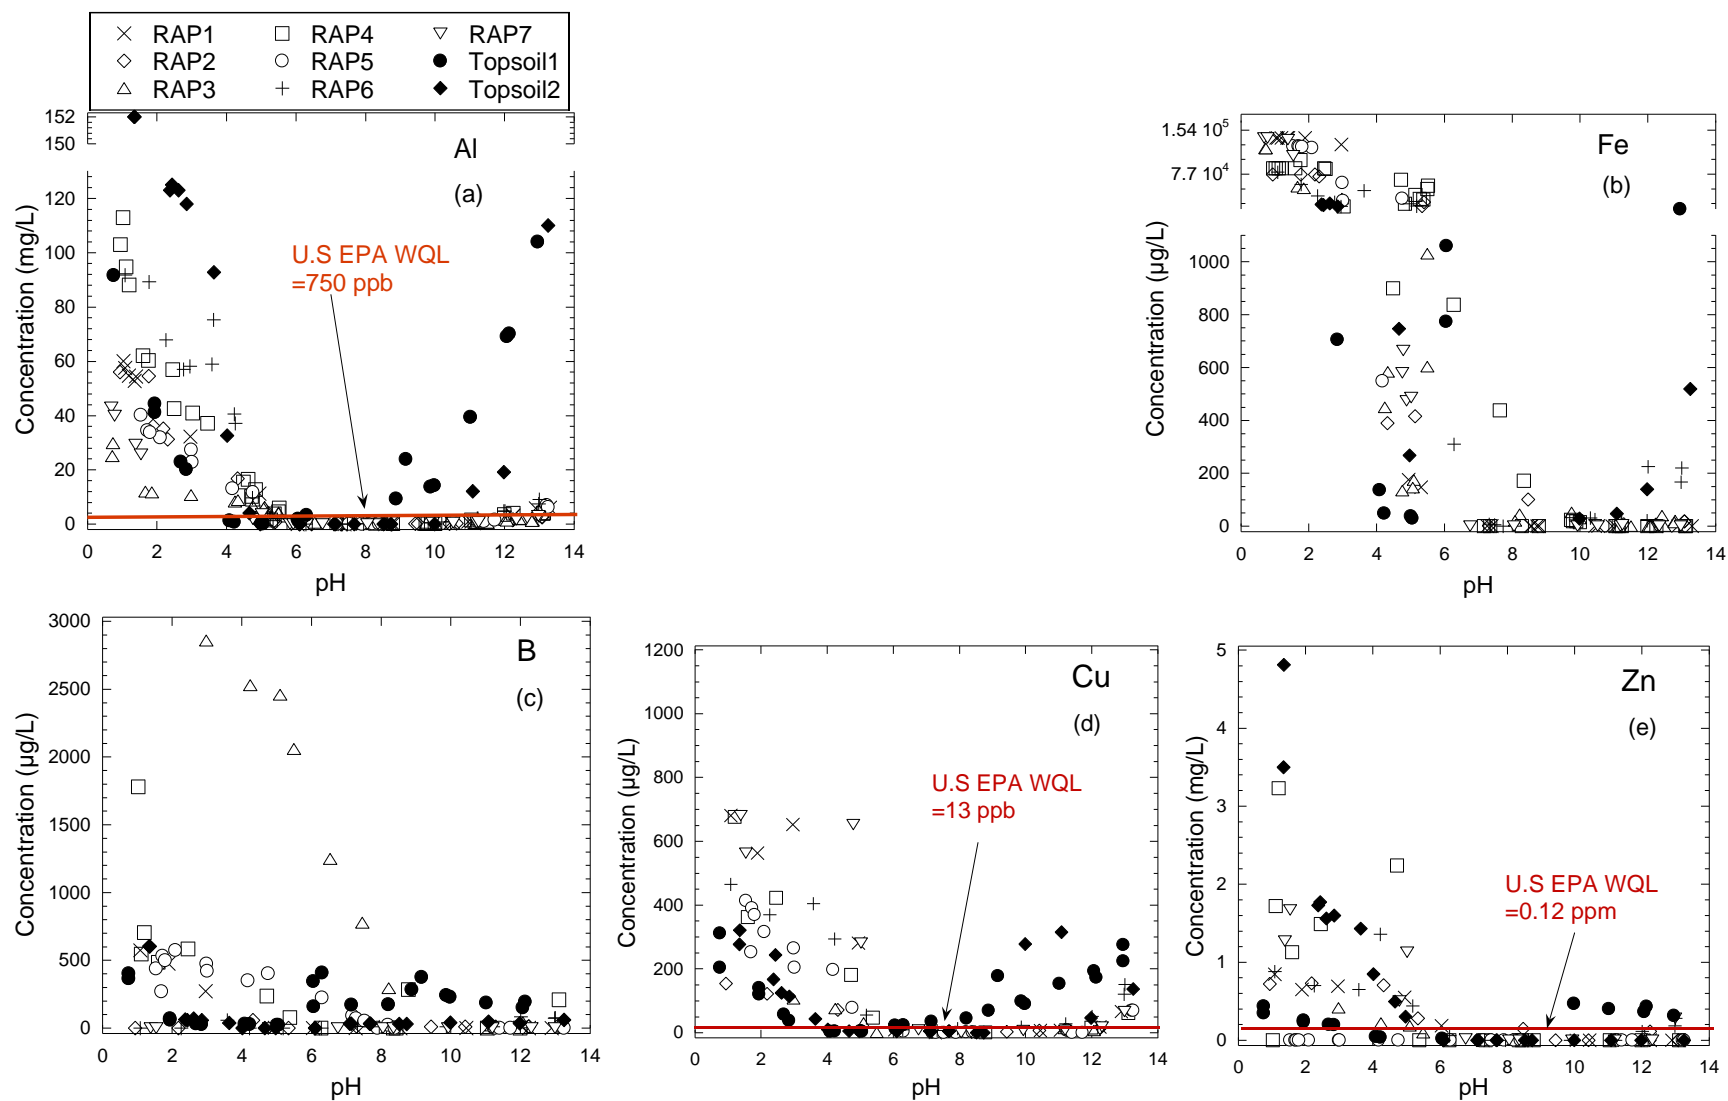 RAP1 RAP4 RAP7
RAP2 RAP5 Topsoil1
RAP3 RAP6 Topsoil2
152
150
120
100
80
60
40
20
0
Concentration (mg/L)
Al
(a)
U.S EPA WQL
=750 ppb
0 2 4 6 8 10 12 14
pH
1.54 10^5
7.7 10^4
1000
800
600
400
200
0
Concentration (µg/L)
Fe
(b)
0 2 4 6 8 10 12 14
pH
3000
2500
2000
1500
1000
500
0
Concentration (µg/L)
B
(c)
0 2 4 6 8 10 12 14
pH
1200
1000
800
600
400
200
0
Concentration (µg/L)
Cu
(d)
U.S EPA WQL
=13 ppb
0 2 4 6 8 10 12 14
pH
5
4
3
2
1
0
Concentration (mg/L)
Zn
(e)
U.S EPA WQL
=0.12 ppm
0 2 4 6 8 10 12 14
pH